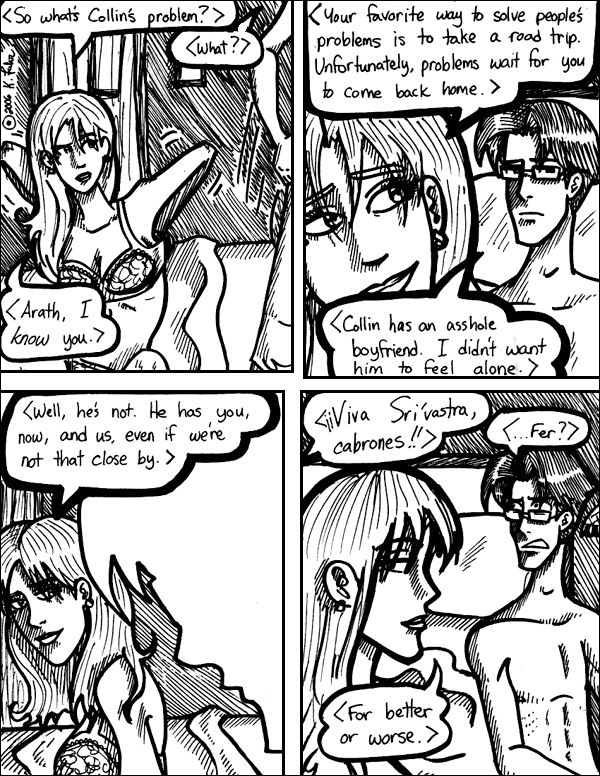 <So what's Collin's problem?>
<What?>
© 2006 K. Fuka
<Arath, I
know you.>
<Your favorite way to solve people's
problems is to take a road trip.
Unfortunately, problems wait for you
to come back home.>
<Collin has an asshole
boyfriend. I didn't want
him to feel alone.>
<Well, he's not. He has you,
now, and us, even if we're
not that close by.>
<¡¡Viva Srivastra,
cabrones!!>
<...Fer?>
<For better
or worse.>